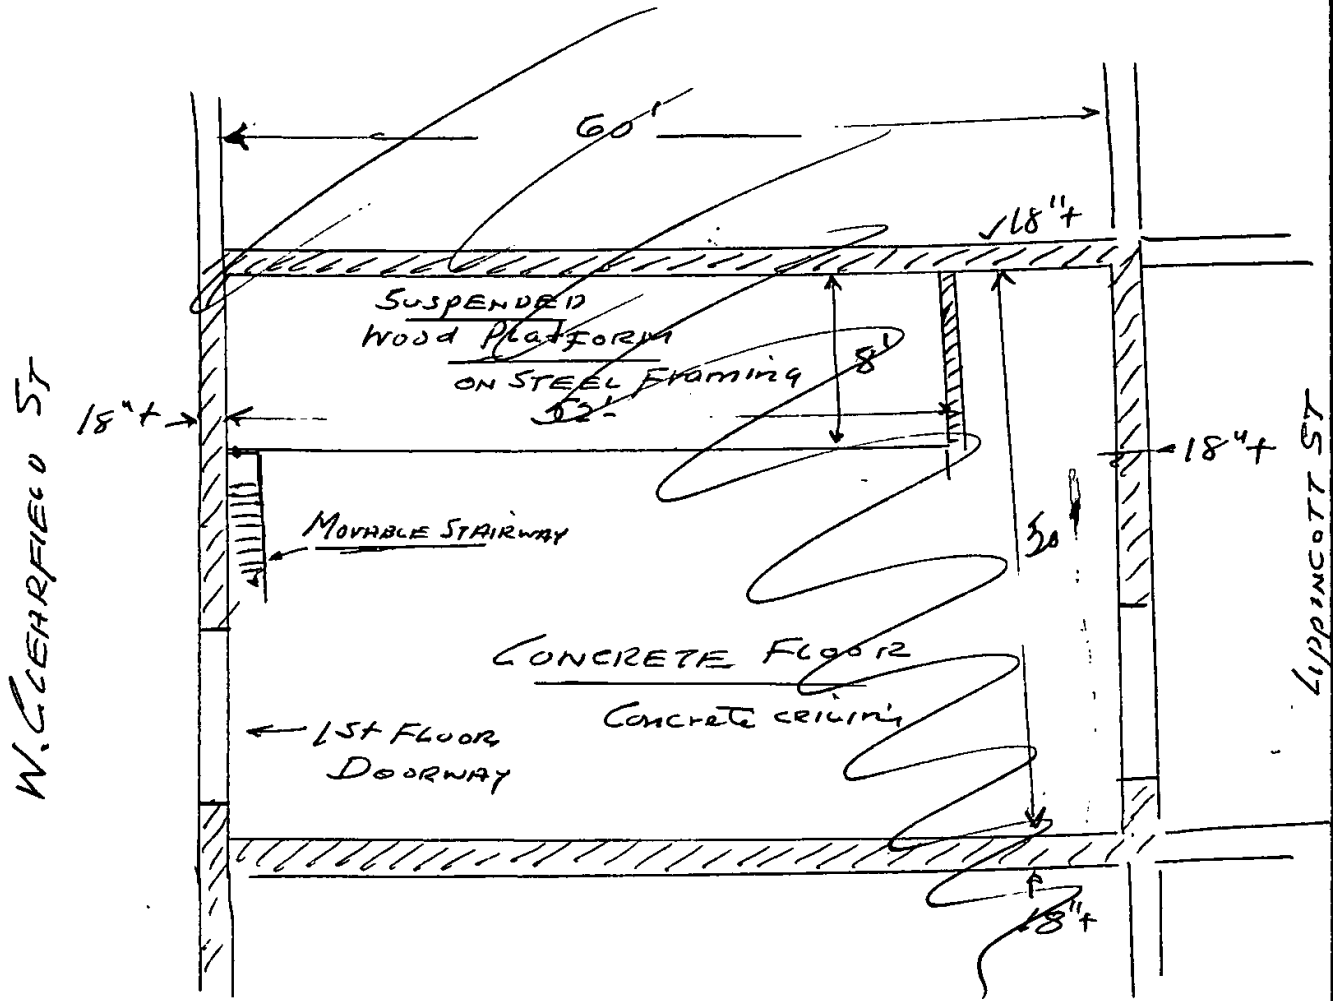 60'
18"+
SUSPENDED
Wood PlatFORM
ON STEEL Framing
8'
52'-
18"+
18"+
W. CLEARFIELD ST
LIPPINCOTT ST
MOVABLE STAIRWAY
50
CONCRETE FLOOR
Concrete ceiling
1St FLOOR
DOORWAY
18"+